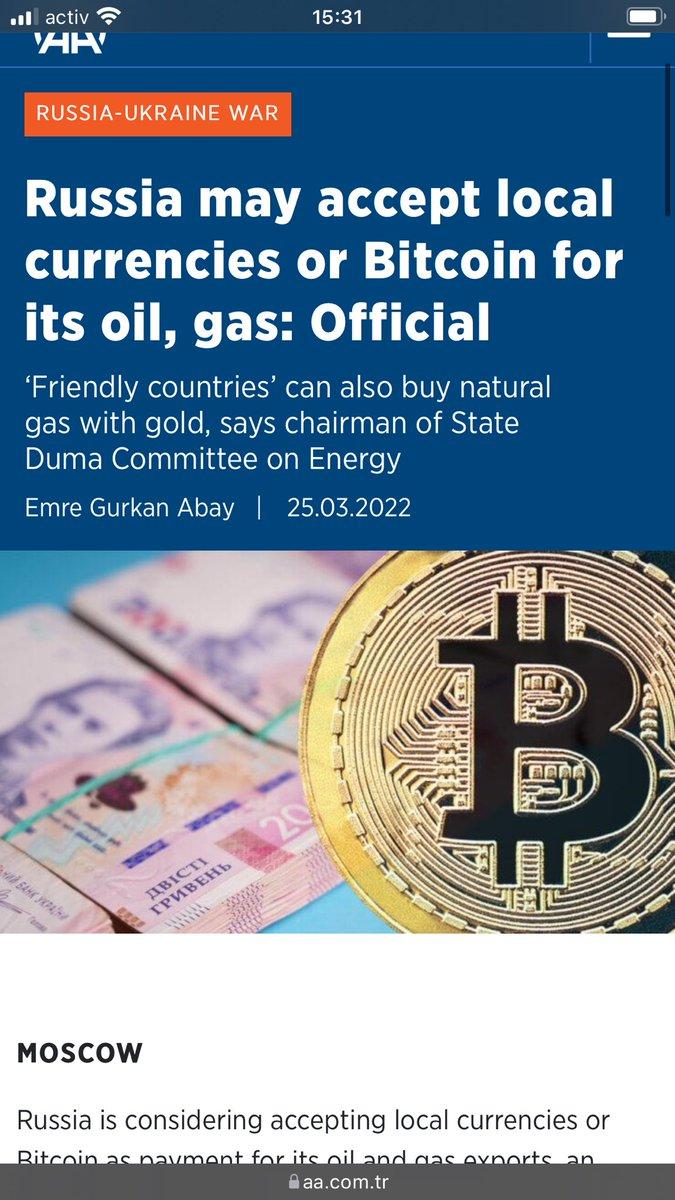 activ 15:31
AA
RUSSIA-UKRAINE WAR
Russia may accept local
currencies or Bitcoin for
its oil, gas: Official
‘Friendly countries’ can also buy natural
gas with gold, says chairman of State
Duma Committee on Energy
Emre Gurkan Abay | 25.03.2022
20
ДВІСТІ
ГРИВЕНЬ
БАНК УКРАЇНИ
MOSCOW
Russia is considering accepting local currencies or
Bitcoin as payment for its oil and gas exports, an
aa.com.tr